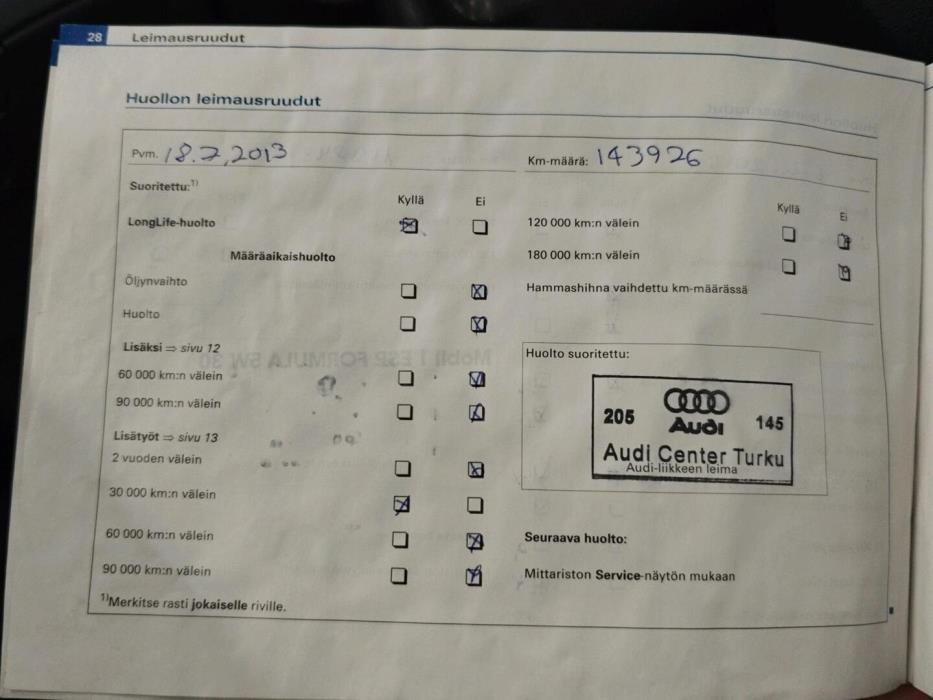 28 Leimausruudut
Huollon leimausruudut
Pvm. 18.7.2013
Suoritettu:1)
Kyllä Ei
LongLife-huolto
Määräaikaishuolto
Öljynvaihto
Huolto
Lisäksi ⇒ sivu 12
60 000 km:n välein
90 000 km:n välein
Lisätyöt ⇒ sivu 13
2 vuoden välein
30 000 km:n välein
60 000 km:n välein
90 000 km:n välein
1)Merkitse rasti jokaiselle riville.
Km-määrä: 143926
Kyllä Ei
120 000 km:n välein
180 000 km:n välein
Hammashihna vaihdettu km-määrässä
Huolto suoritettu:
205 Audi 145
Audi Center Turku
Audi-liikkeen leima
Seuraava huolto:
Mittariston Service-näytön mukaan